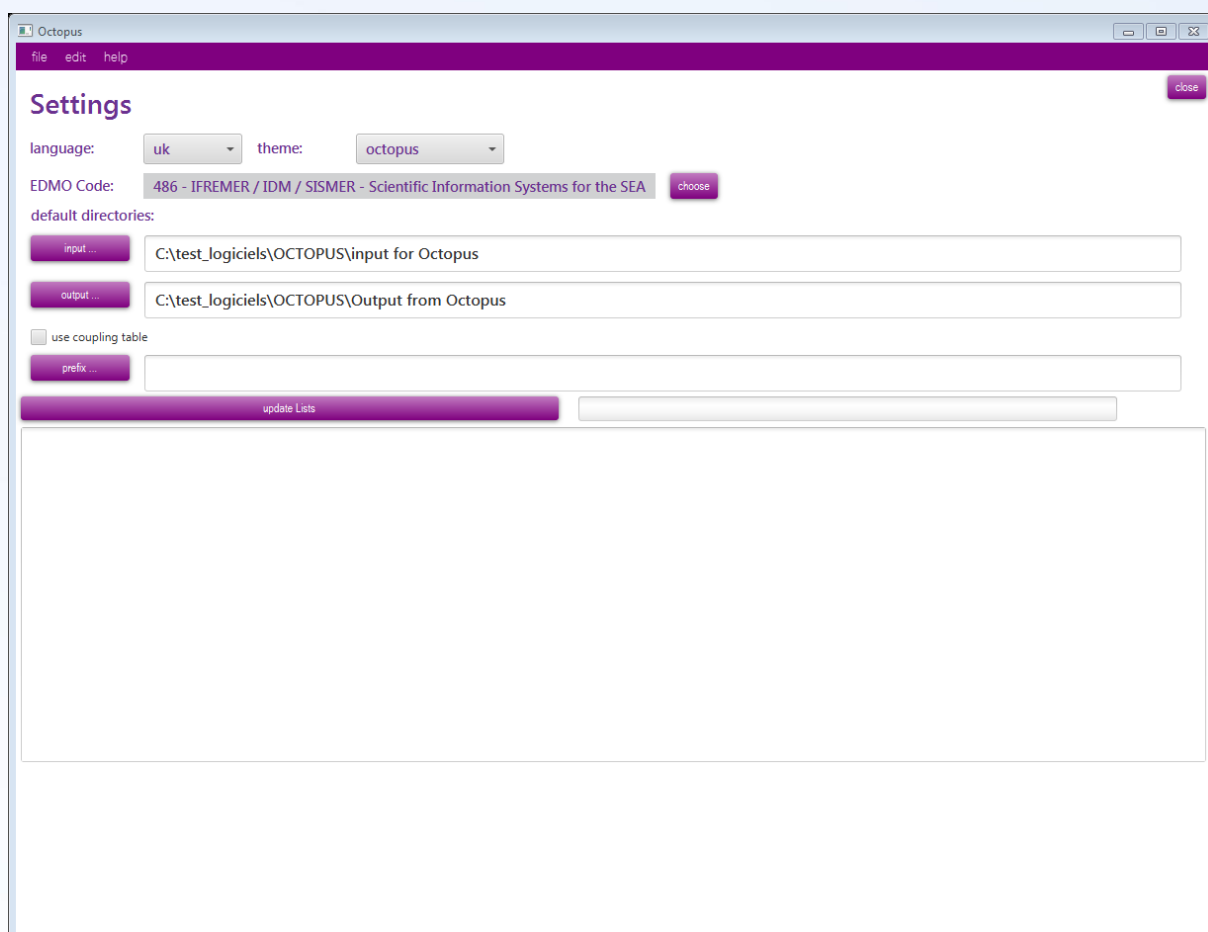 Octopus
file edit help
close
Settings
language: uk theme: octopus
EDMO Code: 486 - IFREMER / IDM / SISMER - Scientific Information Systems for the SEA choose
default directories:
input ... C:\test_logiciels\OCTOPUS\input for Octopus
output ... C:\test_logiciels\OCTOPUS\Output from Octopus
use coupling table
prefix ...
update Lists